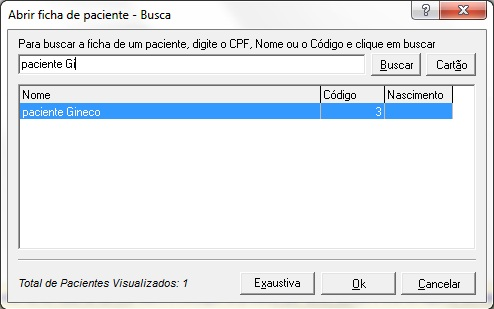 Abrir ficha de paciente - Busca
Para buscar a ficha de um paciente, digite o CPF, Nome ou o Código e clique em buscar
paciente Gi
Buscar
Cartão
Nome Código Nascimento
paciente Gineco 3
Total de Pacientes Visualizados: 1
Exaustiva
Ok
Cancelar